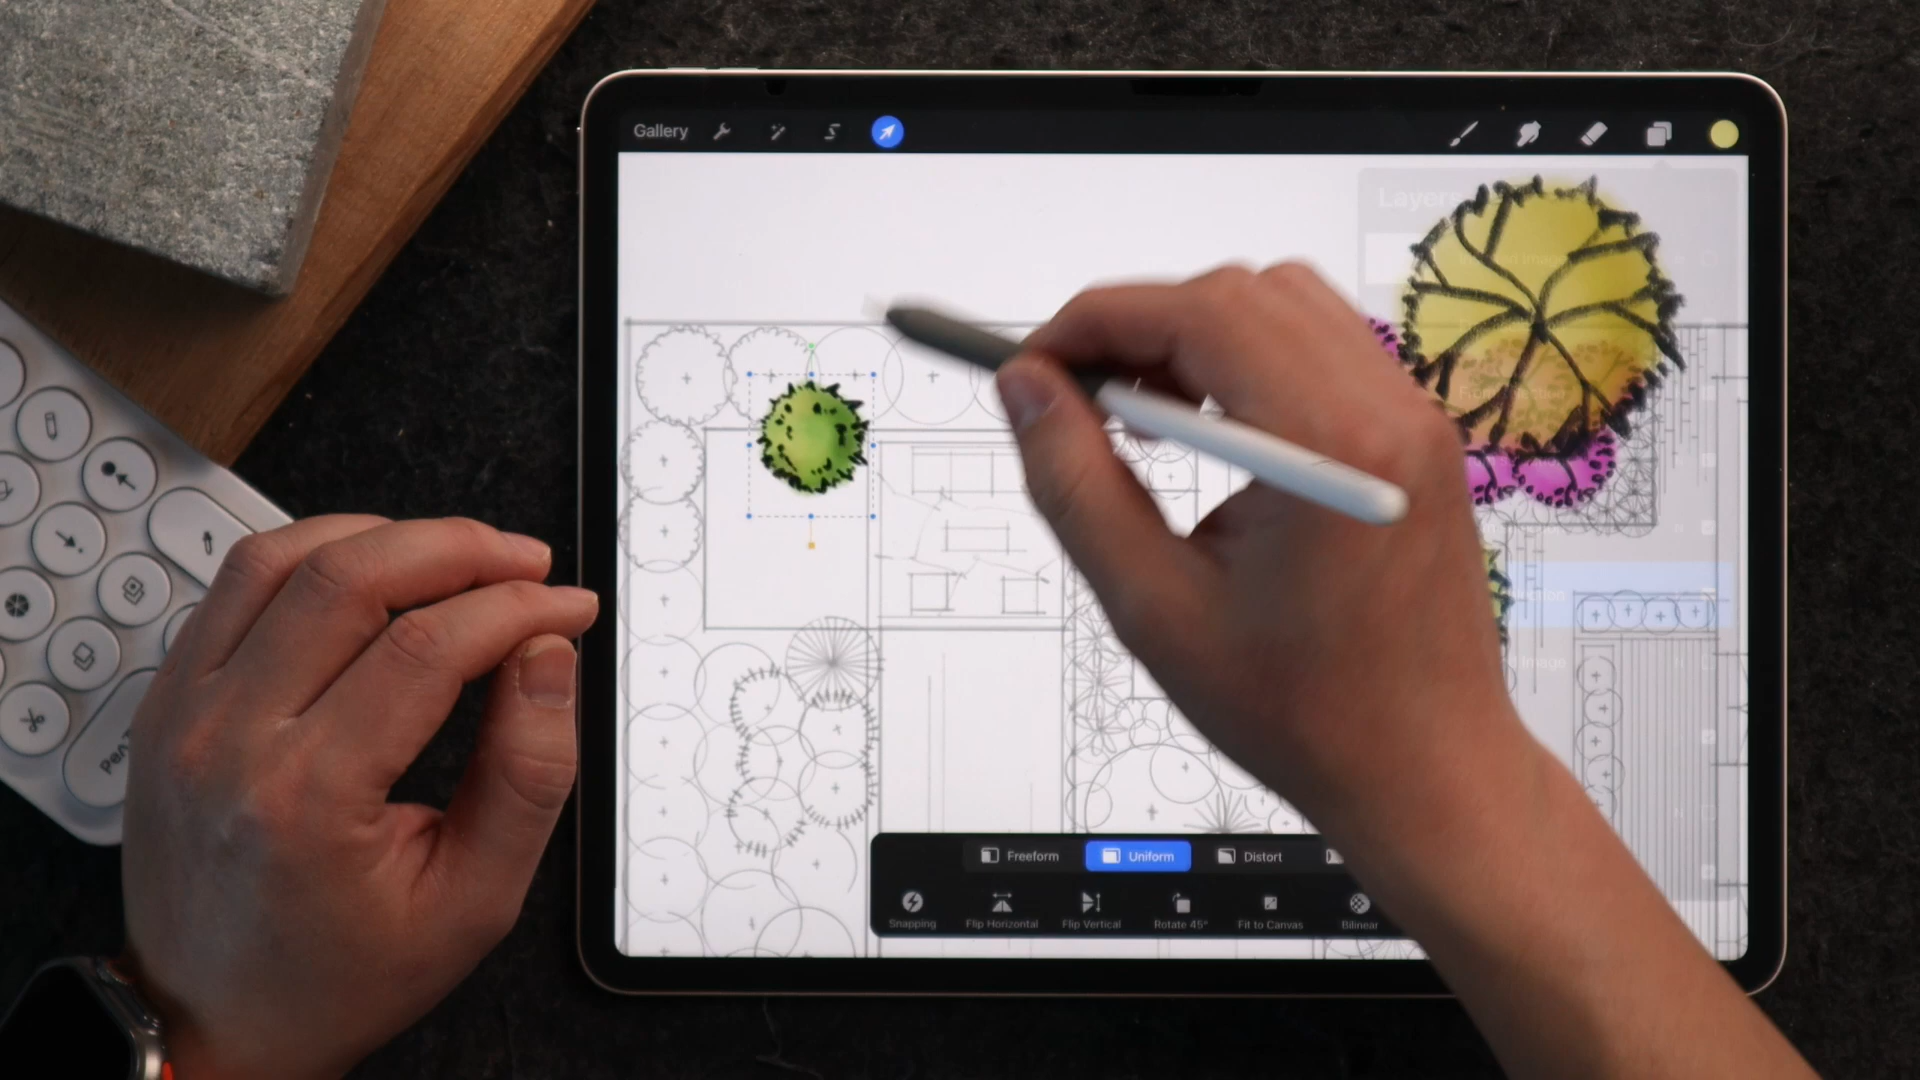 Gallery
Layers
Freeform Uniform Distort
Snapping Flip Horizontal Flip Vertical Rotate 45° Fit to Canvas Bilinear